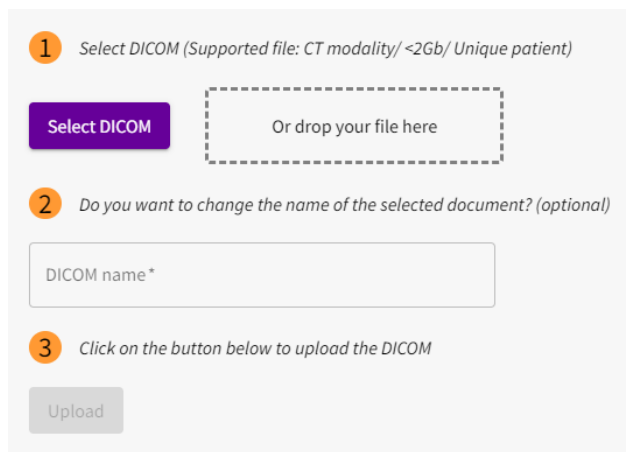 1 Select DICOM (Supported file: CT modality/ <2Gb/ Unique patient)
Select DICOM
Or drop your file here
2 Do you want to change the name of the selected document? (optional)
DICOM name*
3 Click on the button below to upload the DICOM
Upload